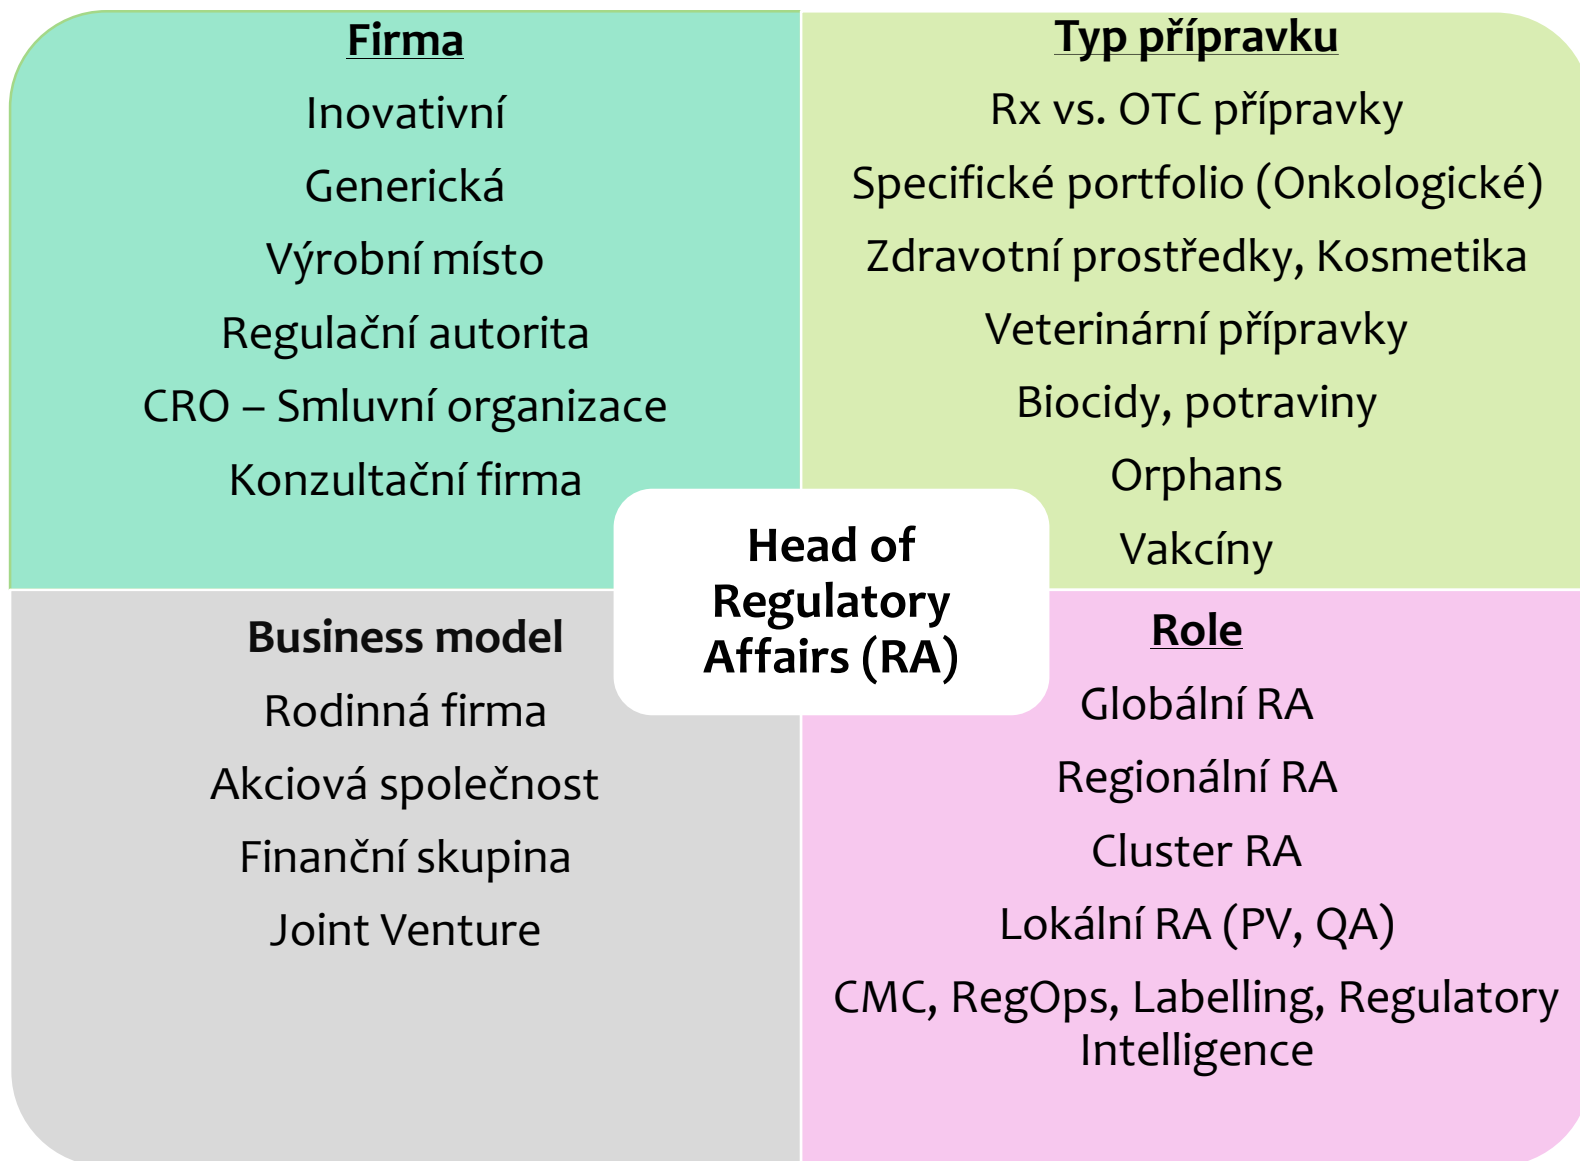 Firma
Inovativní
Generická
Výrobní místo
Regulační autorita
CRO – Smluvní organizace
Konzultační firma
Typ přípravku
Rx vs. OTC přípravky
Specifické portfolio (Onkologické)
Zdravotní prostředky, Kosmetika
Veterinární přípravky
Biocidy, potraviny
Orphans
Vakcíny
Head of
Regulatory
Affairs (RA)
Business model
Rodinná firma
Akciová společnost
Finanční skupina
Joint Venture
Role
Globální RA
Regionální RA
Cluster RA
Lokální RA (PV, QA)
CMC, RegOps, Labelling, Regulatory
Intelligence